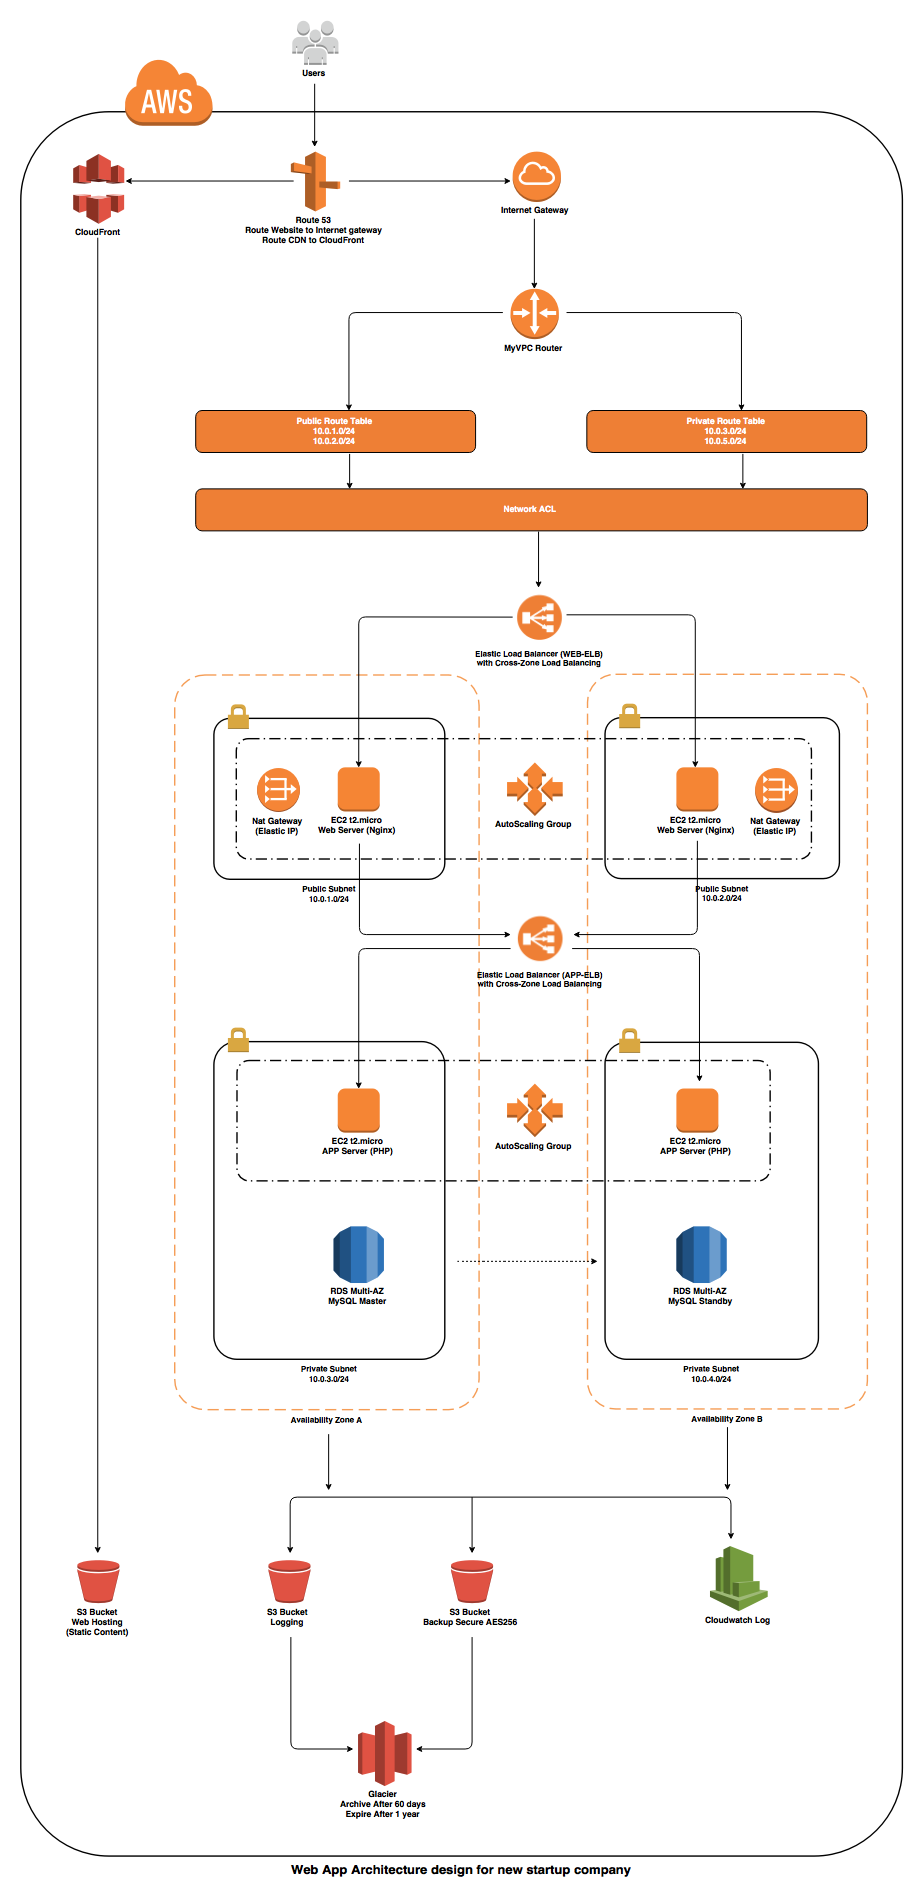 Users
AWS
CloudFront
Route 53
Route Website to Internet gateway
Route CDN to CloudFront
Internet Gateway
MyVPC Router
Public Route Table
10.0.1.0/24
10.0.2.0/24
Private Route Table
10.0.3.0/24
10.0.5.0/24
Network ACL
Elastic Load Balancer (WEB-ELB)
with Cross-Zone Load Balancing
Nat Gateway
(Elastic IP)
EC2 t2.micro
Web Server (Nginx)
AutoScaling Group
EC2 t2.micro
Web Server (Nginx)
Nat Gateway
(Elastic IP)
Public Subnet
10.0.1.0/24
Public Subnet
10.0.2.0/24
Elastic Load Balancer (APP-ELB)
with Cross-Zone Load Balancing
EC2 t2.micro
APP Server (PHP)
AutoScaling Group
EC2 t2.micro
APP Server (PHP)
RDS Multi-AZ
MySQL Master
RDS Multi-AZ
MySQL Standby
Private Subnet
10.0.3.0/24
Private Subnet
10.0.4.0/24
Availability Zone A
Availability Zone B
S3 Bucket
Web Hosting
(Static Content)
S3 Bucket
Logging
S3 Bucket
Backup Secure AES256
Cloudwatch Log
Glacier
Archive After 60 days
Expire After 1 year
Web App Architecture design for new startup company